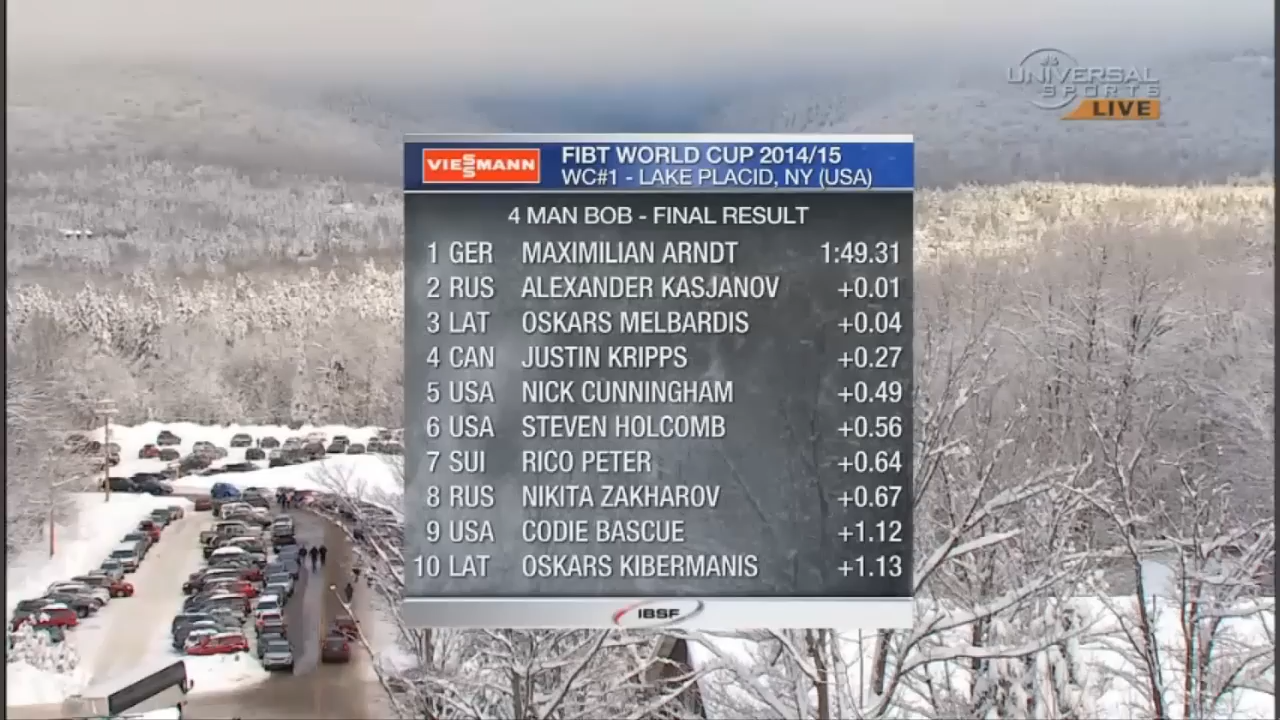 UNIVERSAL
SPORTS
LIVE
VIESSMANN
FIBT WORLD CUP 2014/15
WC#1 - LAKE PLACID, NY (USA)
4 MAN BOB - FINAL RESULT
1 GER MAXIMILIAN ARNDT 1:49.31
2 RUS ALEXANDER KASJANOV +0.01
3 LAT OSKARS MELBARDIS +0.04
4 CAN JUSTIN KRIPPS +0.27
5 USA NICK CUNNINGHAM +0.49
6 USA STEVEN HOLCOMB +0.56
7 SUI RICO PETER +0.64
8 RUS NIKITA ZAKHAROV +0.67
9 USA CODIE BASCUE +1.12
10 LAT OSKARS KIBERMANIS +1.13
IBSF